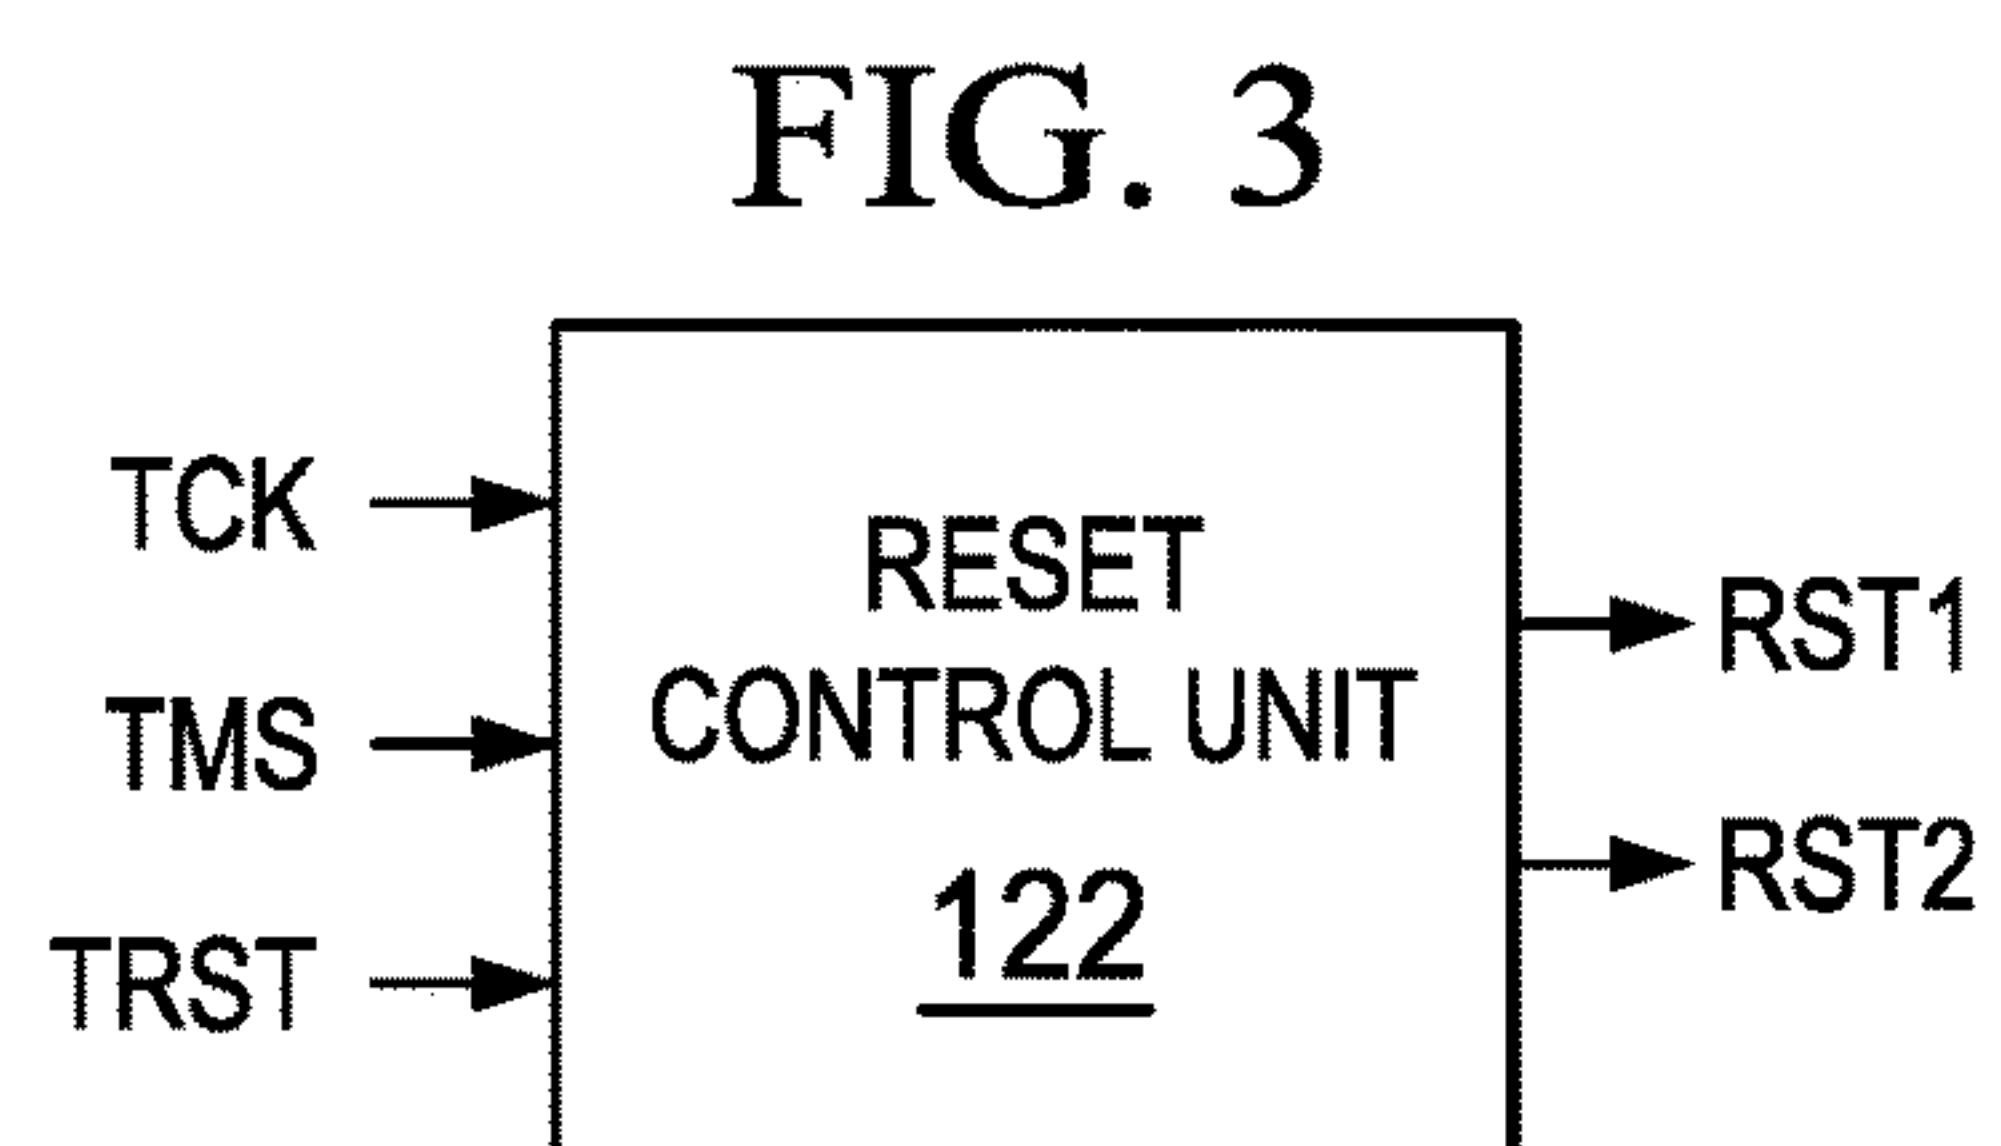 FIG. 3
TCK
TMS
TRST
RESET
CONTROL UNIT
122
RST1
RST2